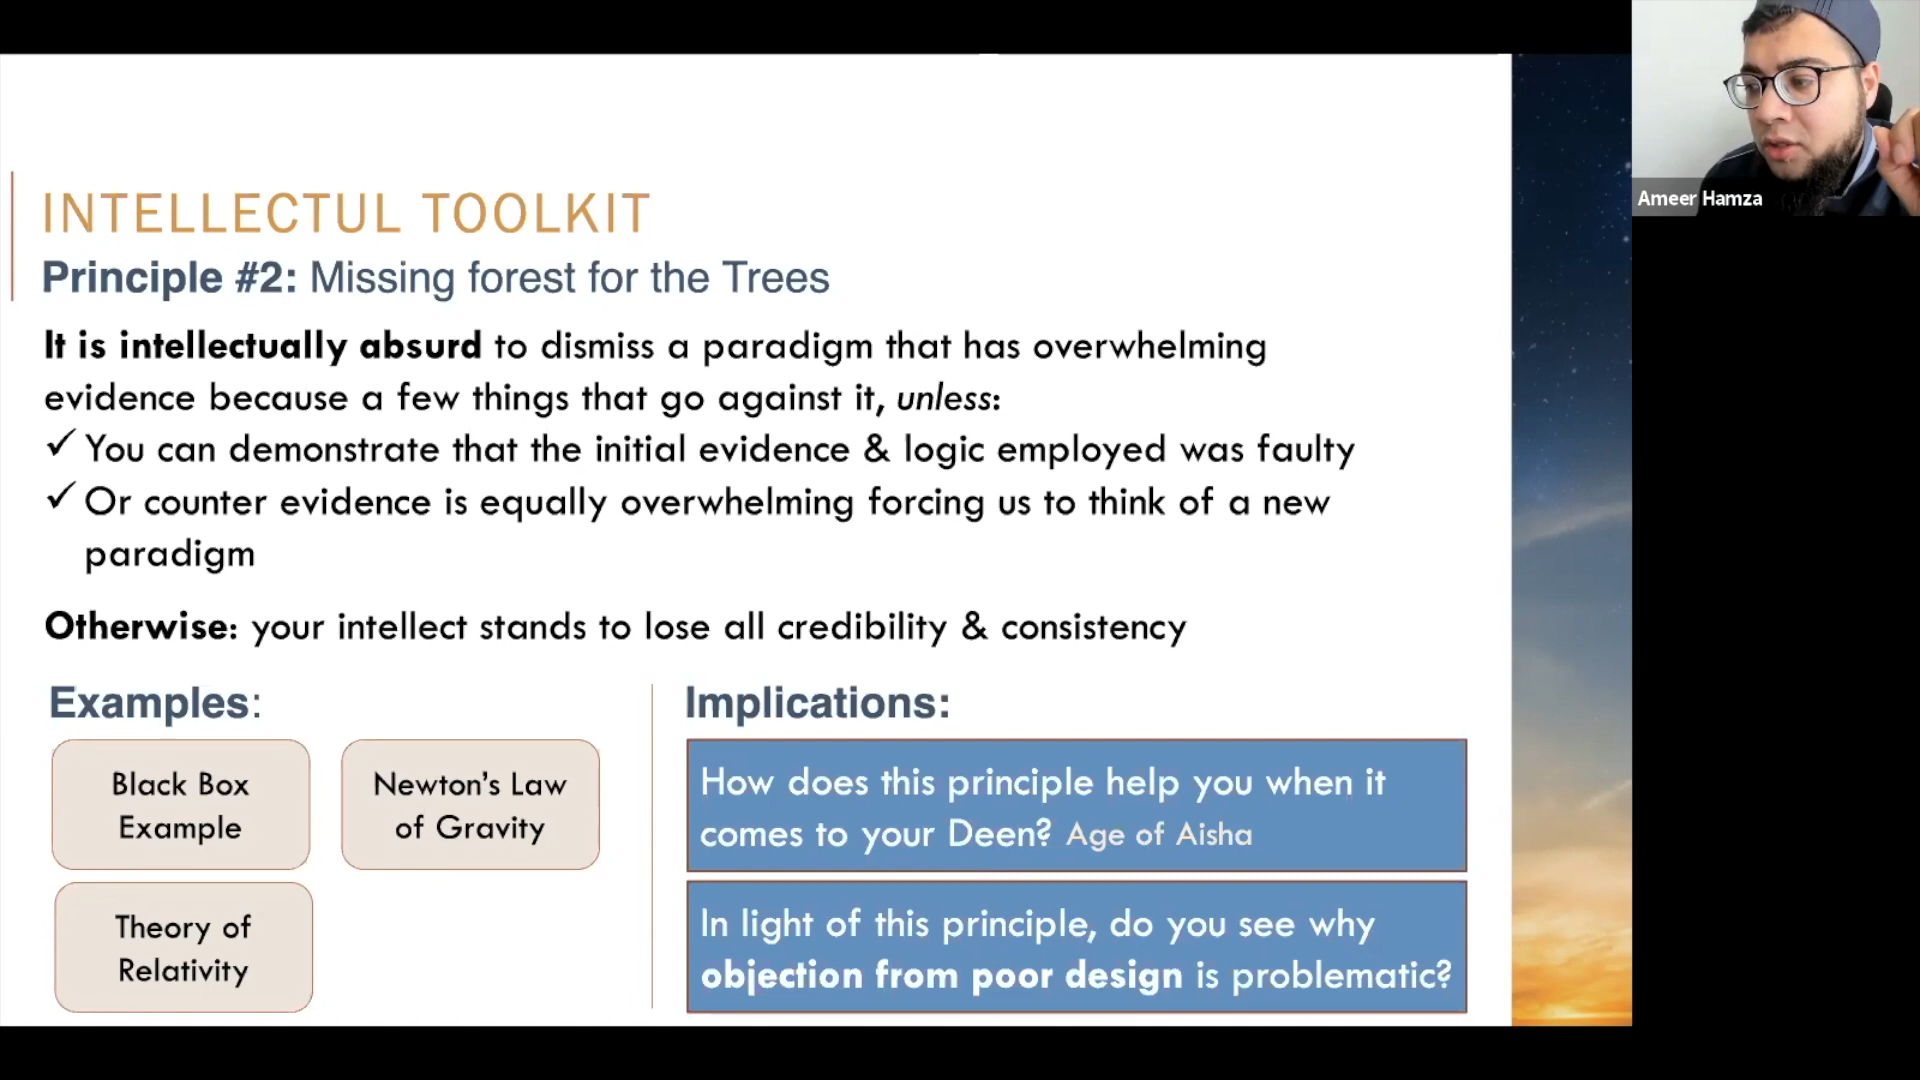 INTELLECTUL TOOLKIT
Principle #2: Missing forest for the Trees
It is intellectually absurd to dismiss a paradigm that has overwhelming
evidence because a few things that go against it, unless:
✓ You can demonstrate that the initial evidence & logic employed was faulty
✓ Or counter evidence is equally overwhelming forcing us to think of a new
paradigm
Otherwise: your intellect stands to lose all credibility & consistency
Examples:
Black Box
Example
Newton's Law
of Gravity
Theory of
Relativity
Implications:
How does this principle help you when it
comes to your Deen? Age of Aisha
In light of this principle, do you see why
objection from poor design is problematic?
Ameer Hamza